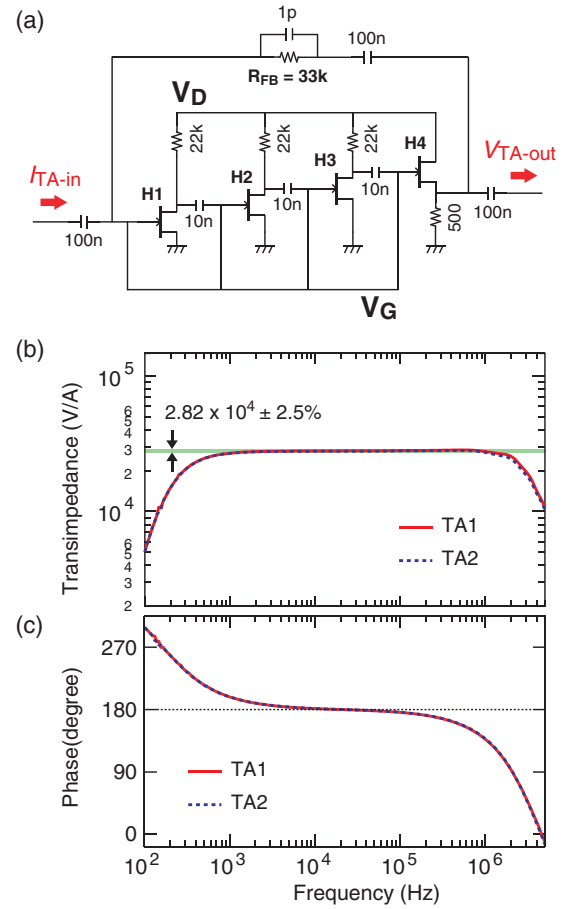 (a)
1p
100n
R_FB = 33k
V_D
22k
22k
22k
H4
I_TA-in
H1
H2
H3
V_TA-out
10n
10n
10n
100n
100n
500
V_G
(b)
Transimpedance (V/A)
10^5
6
5
4
3
2
10^4
6
5
4
3
2
2.82 x 10^4 ± 2.5%
TA1
TA2
(c)
Phase(degree)
270
180
90
0
TA1
TA2
10^2 10^3 10^4 10^5 10^6
Frequency (Hz)